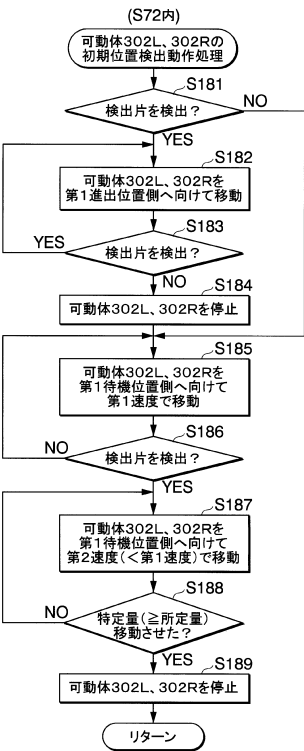 (S72内)
可動体302L、302Rの
初期位置検出動作処理
S181
検出片を検出？
NO
YES
S182
可動体302L、302Rを
第1進出位置側へ向けて移動
S183
YES
検出片を検出？
NO
S184
可動体302L、302Rを停止
S185
可動体302L、302Rを
第1待機位置側へ向けて
第1速度で移動
S186
NO
検出片を検出？
YES
S187
可動体302L、302Rを
第1待機位置側へ向けて
第2速度(＜第1速度)で移動
S188
NO
特定量(≧所定量)
移動させた？
YES
S189
可動体302L、302Rを停止
リターン